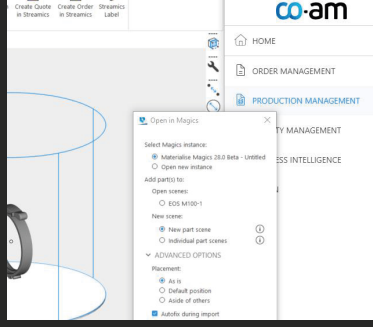 Create Quote
in Streamics
Create Order
in Streamics
Streamics
Label
co·am
HOME
ORDER MANAGEMENT
PRODUCTION MANAGEMENT
TY MANAGEMENT
ESS INTELLIGENCE
Open in Magics
Select Magics instance:
Materialise Magics 28.0 Beta - Untitled
Open new instance
Add part(s) to:
Open scenes:
EOS M100-1
New scene:
New part scene
Individual part scenes
ADVANCED OPTIONS
Placement:
As is
Default position
Aside of others
Autofix during import